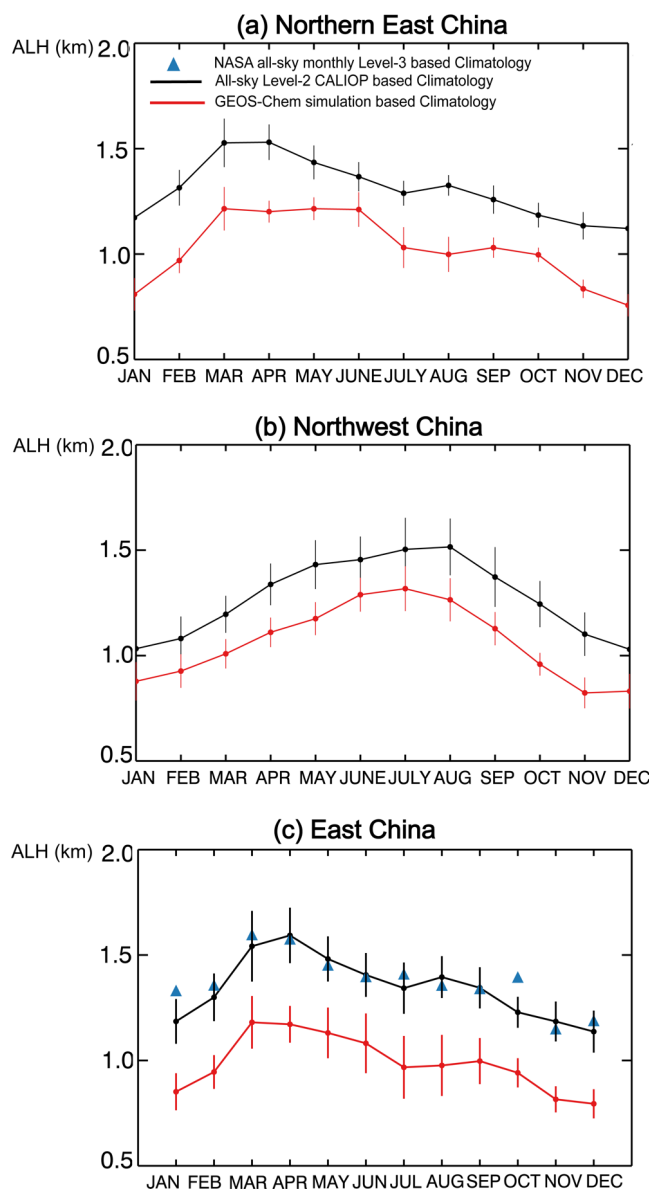 (a) Northern East China
ALH (km)
2.0
NASA all-sky monthly Level-3 based Climatology
All-sky Level-2 CALIOP based Climatology
GEOS-Chem simulation based Climatology
1.5
1.0
0.5
JAN FEB MAR APR MAY JUNE JULY AUG SEP OCT NOV DEC
(b) Northwest China
ALH (km)
2.0
1.5
1.0
0.5
JAN FEB MAR APR MAY JUNE JULY AUG SEP OCT NOV DEC
(c) East China
ALH (km)
2.0
1.5
1.0
0.5
JAN FEB MAR APR MAY JUN JUL AUG SEP OCT NOV DEC